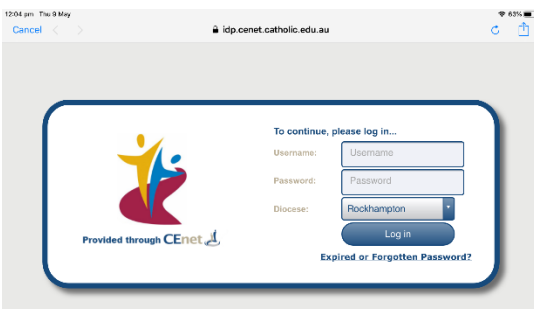 12:04 pm Thu 9 May
63%
Cancel
idp.cenet.catholic.edu.au
To continue, please log in...
Username: Username
Password: Password
Diocese: Rockhampton
Log in
Provided through CEnet
Expired or Forgotten Password?